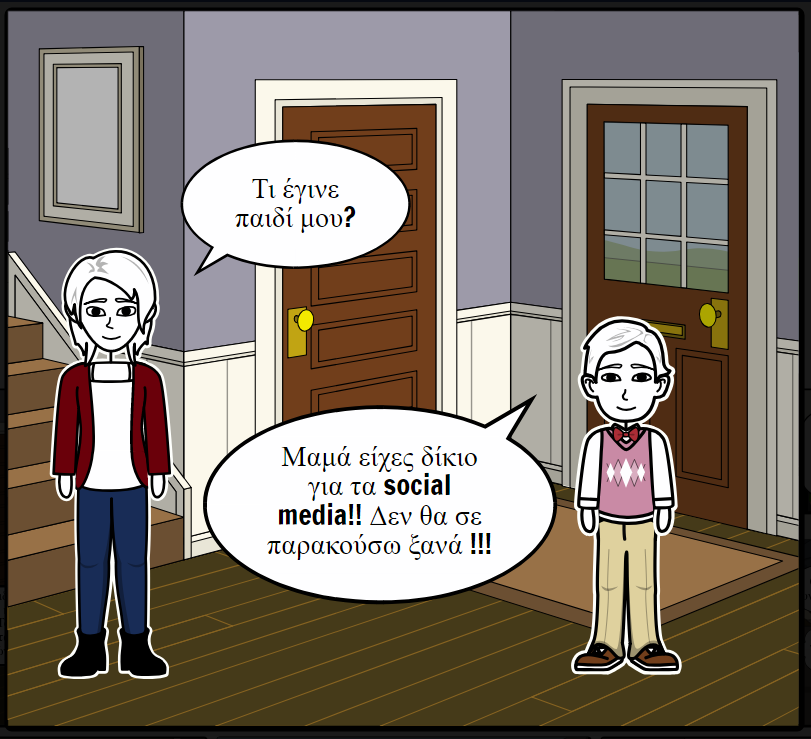 Τι έγινε
παιδί μου?
Μαμά είχες δίκιο
για τα social
media!! Δεν θα σε
παρακούσω ξανά !!!